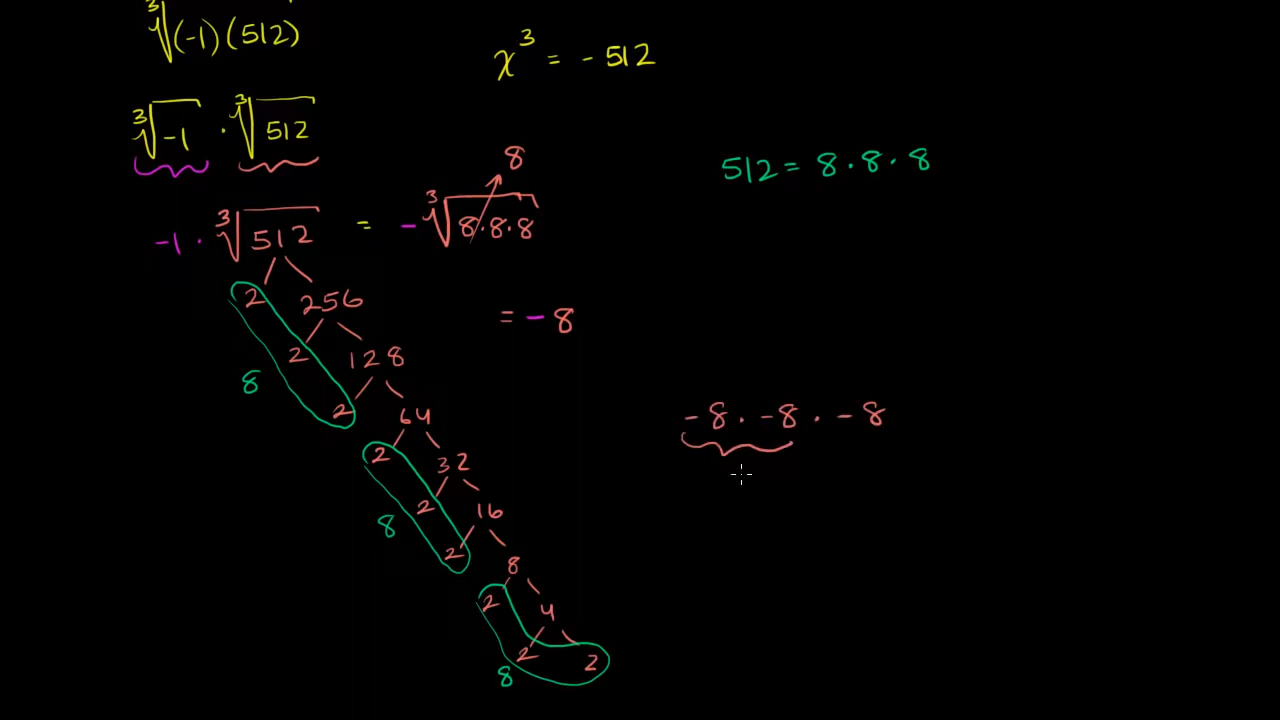 ∛(-1)(512)
x³ = -512
∛-1 · ∛512
512 = 8·8·8
8
-1 · ∛512 = -∛8·8·8
2 256
= -8
2 128
8
2 64
-8 · -8 · -8
2 32
2 16
8
2 8
2 4
2 2
8